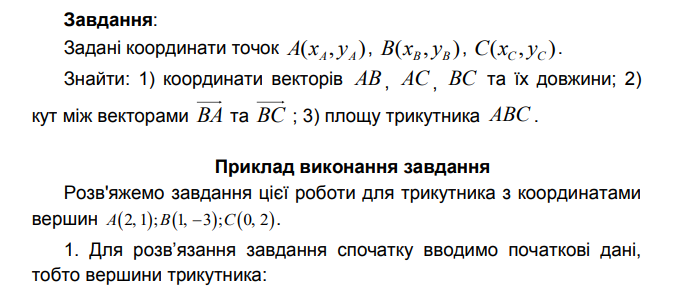 Завдання:
Задані координати точок A(x_A, y_A), B(x_B, y_B), C(x_C, y_C).
Знайти: 1) координати векторів AB, AC, BC та їх довжини; 2)
кут між векторами BA та BC ; 3) площу трикутника ABC .
Приклад виконання завдання
Розв'яжемо завдання цієї роботи для трикутника з координатами
вершин A(2, 1); B(1, −3); C(0, 2).
1. Для розв’язання завдання спочатку вводимо початкові дані,
тобто вершини трикутника: